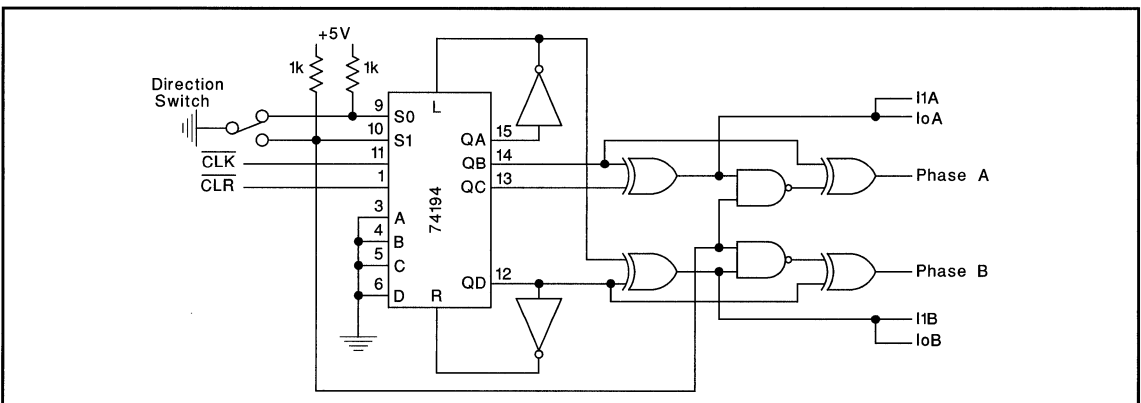 +5V
1k
1k
Direction
Switch
L
9
S0
10
S1
QA
15
11
QB
14
CLK
QC
13
1
CLR
3
A
4
B
5
C
6
D
74194
QD
12
R
I1A
IoA
Phase A
Phase B
I1B
IoB